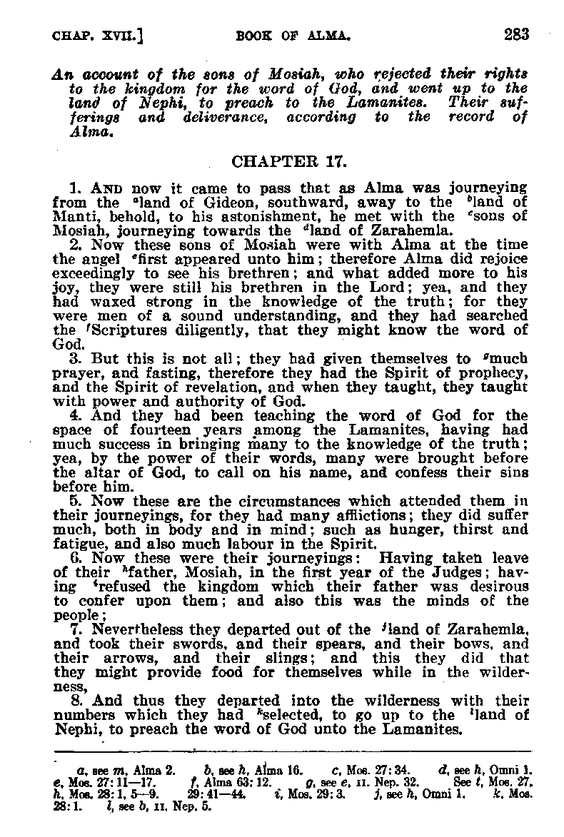 CHAP. XVII.] BOOK OF ALMA. 283
An account of the sons of Mosiah, who rejected their rights
to the kingdom for the word of God, and went up to the
land of Nephi, to preach to the Lamanites. Their suf-
ferings and deliverance, according to the record of
Alma.
CHAPTER 17.
1. AND now it came to pass that as Alma was journeying
from the aland of Gideon, southward, away to the bland of
Manti, behold, to his astonishment, he met with the csons of
Mosiah, journeying towards the dland of Zarahemla.
2. Now these sons of Mosiah were with Alma at the time
the angel efirst appeared unto him; therefore Alma did rejoice
exceedingly to see his brethren; and what added more to his
joy, they were still his brethren in the Lord; yea, and they
had waxed strong in the knowledge of the truth; for they
were men of a sound understanding, and they had searched
the fScriptures diligently, that they might know the word of
God.
3. But this is not all; they had given themselves to gmuch
prayer, and fasting, therefore they had the Spirit of prophecy,
and the Spirit of revelation, and when they taught, they taught
with power and authority of God.
4. And they had been teaching the word of God for the
space of fourteen years among the Lamanites, having had
much success in bringing many to the knowledge of the truth;
yea, by the power of their words, many were brought before
the altar of God, to call on his name, and confess their sins
before him.
5. Now these are the circumstances which attended them in
their journeyings, for they had many afflictions; they did suffer
much, both in body and in mind; such as hunger, thirst and
fatigue, and also much labour in the Spirit.
6. Now these were their journeyings: Having taken leave
of their hfather, Mosiah, in the first year of the Judges; hav-
ing irefused the kingdom which their father was desirous
to confer upon them; and also this was the minds of the
people;
7. Nevertheless they departed out of the jland of Zarahemla,
and took their swords, and their spears, and their bows, and
their arrows, and their slings; and this they did that
they might provide food for themselves while in the wilder-
ness,
8. And thus they departed into the wilderness with their
numbers which they had kselected, to go up to the lland of
Nephi, to preach the word of God unto the Lamanites.
a, see m, Alma 2. b, see h, Alma 16. c, Mos. 27:34. d, see h, Omni 1.
e, Mos. 27:11—17. f, Alma 63:12. g, see e, II. Nep. 32. See t, Mos. 27.
h, Mos. 28:1, 5—9. 29:41—44. i, Mos. 29:3. j, see h, Omni 1. k, Mos.
28:1. l, see b, II. Nep. 5.